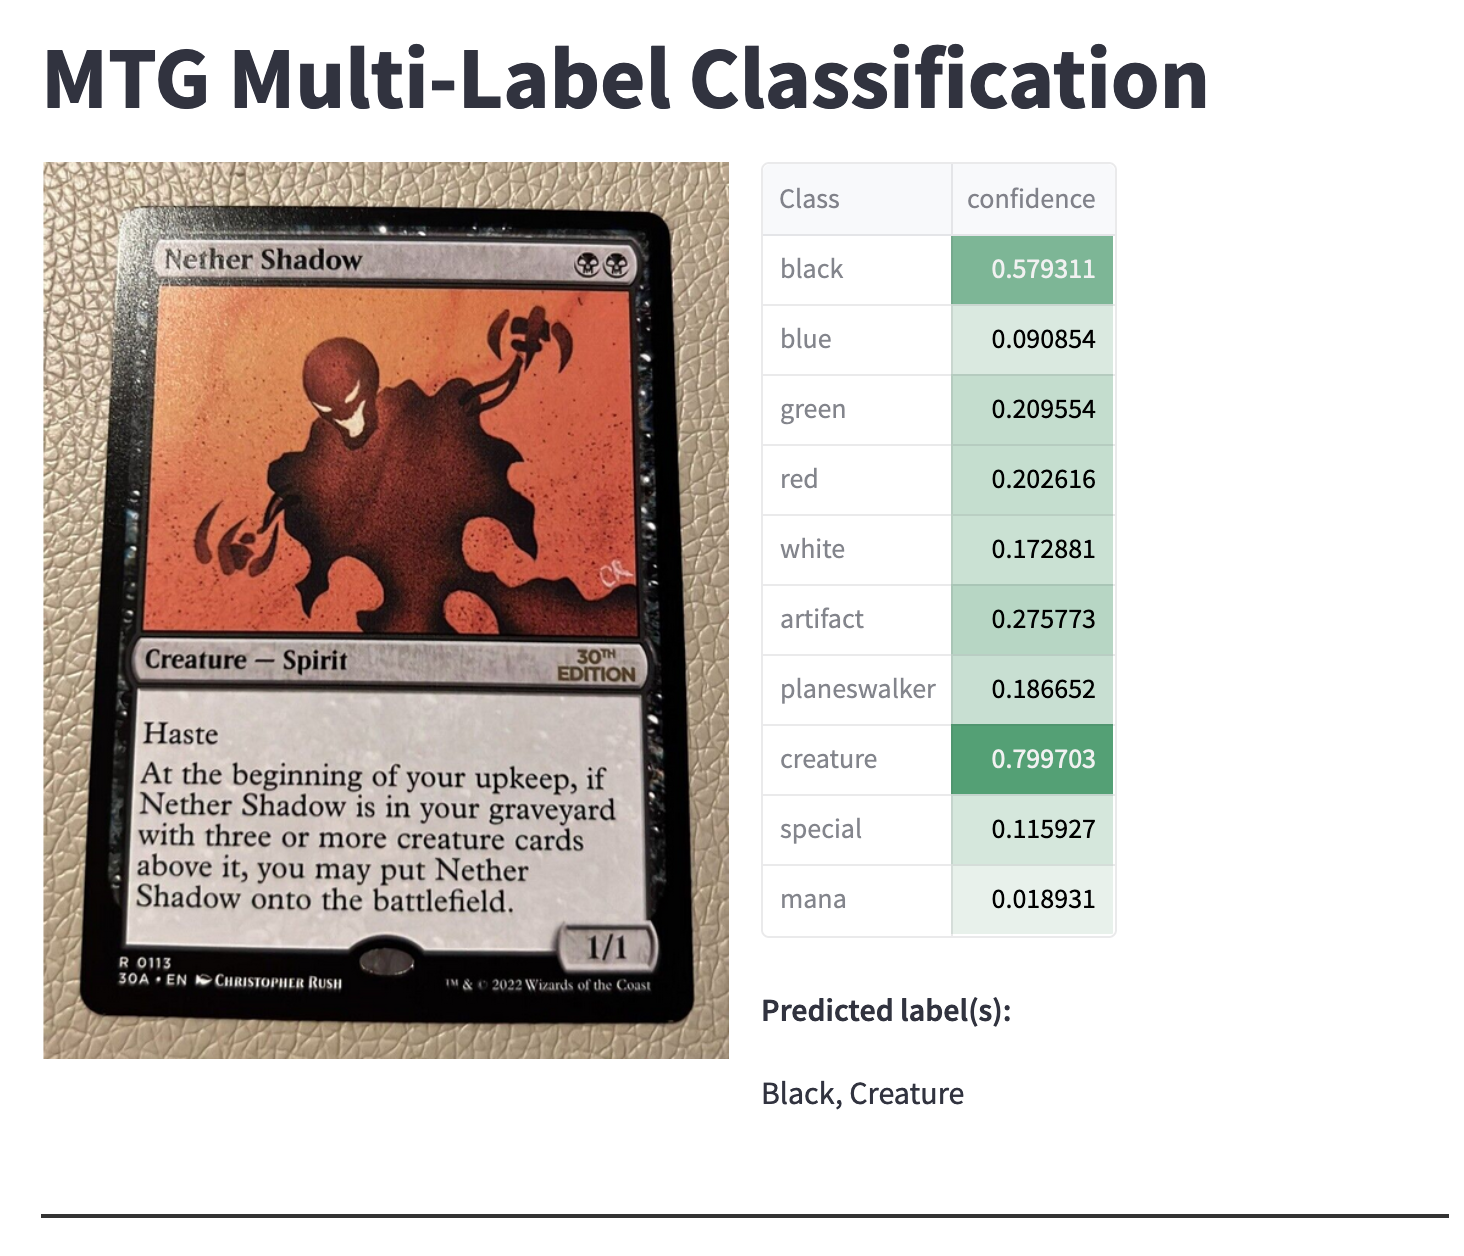 MTG Multi-Label Classification
Nether Shadow
CR
Creature — Spirit
30TH
EDITION
Haste
At the beginning of your upkeep, if
Nether Shadow is in your graveyard
with three or more creature cards
above it, you may put Nether
Shadow onto the battlefield.
1/1
R 0113
30A • EN CHRISTOPHER RUSH
™ & © 2022 Wizards of the Coast
Class confidence
black 0.579311
blue 0.090854
green 0.209554
red 0.202616
white 0.172881
artifact 0.275773
planeswalker 0.186652
creature 0.799703
special 0.115927
mana 0.018931
Predicted label(s):
Black, Creature